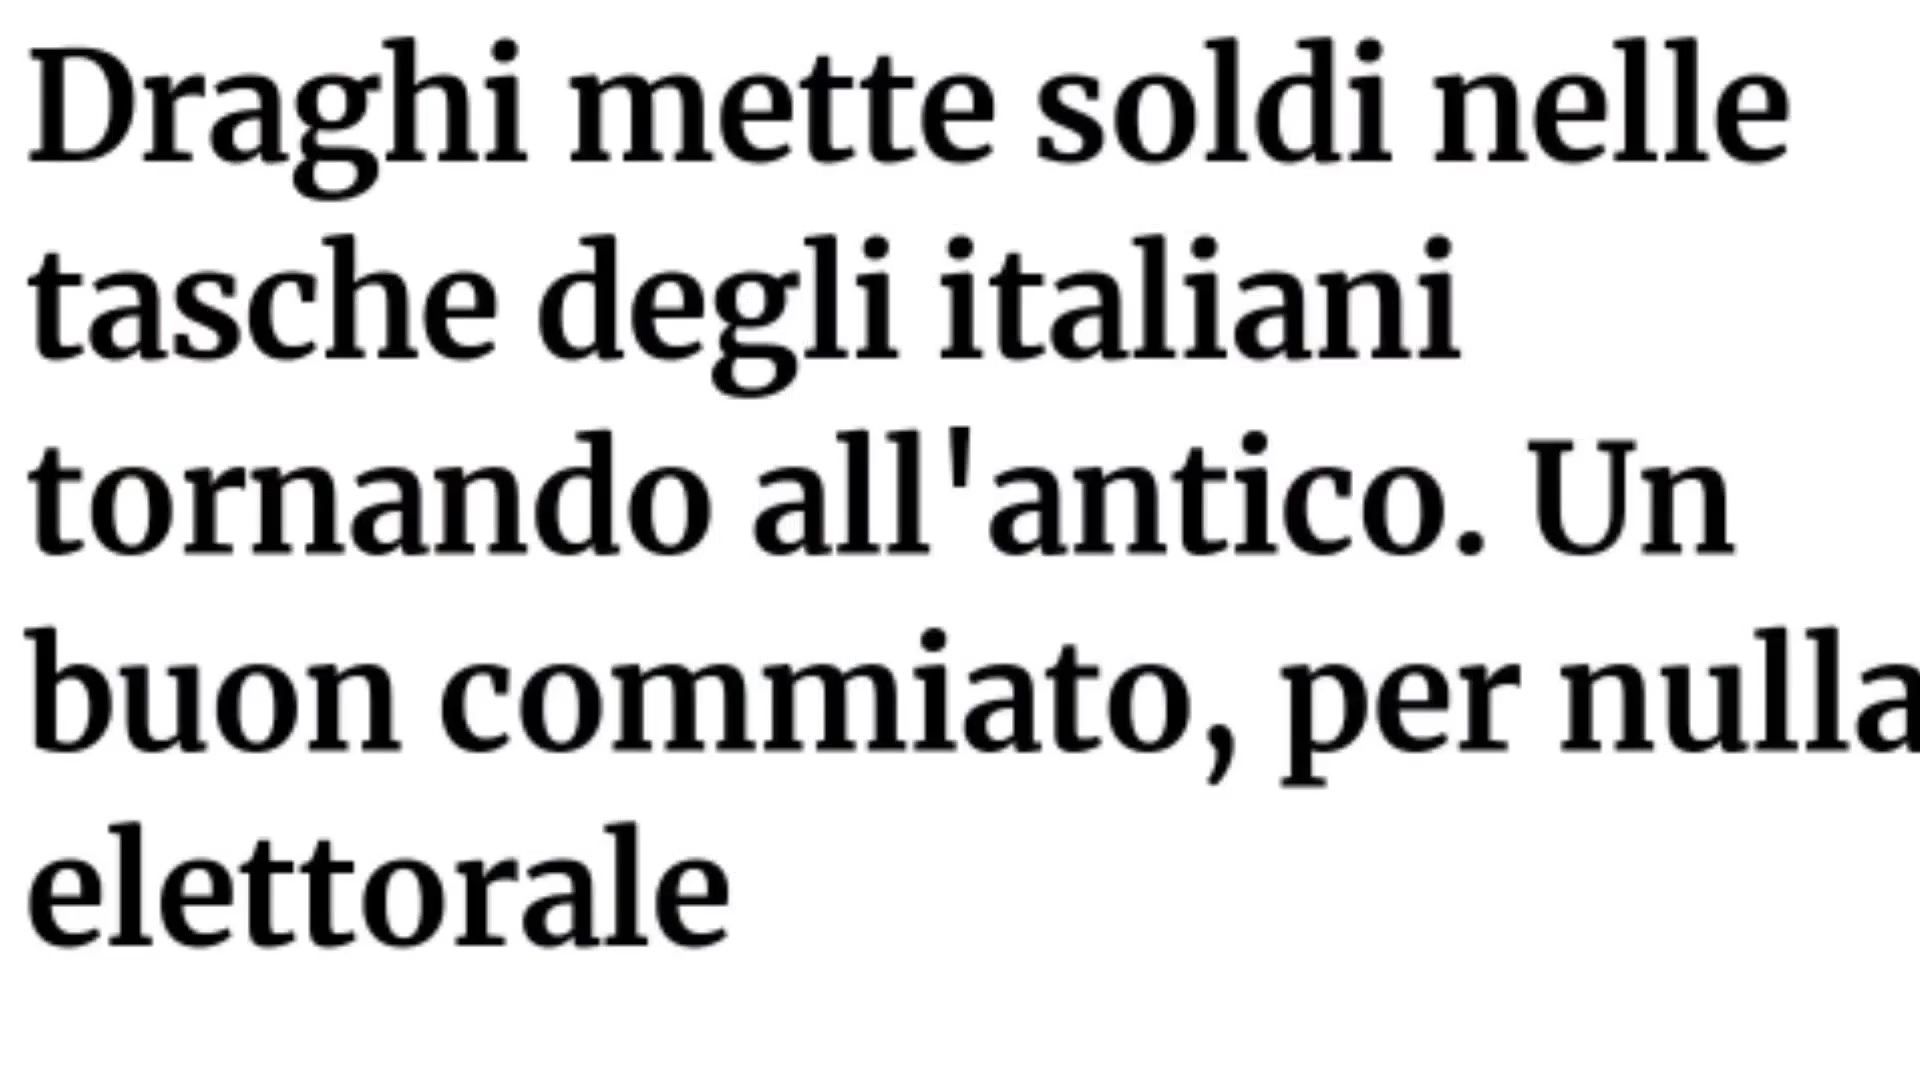 Draghi mette soldi nelle
tasche degli italiani
tornando all'antico. Un
buon commiato, per nulla
elettorale